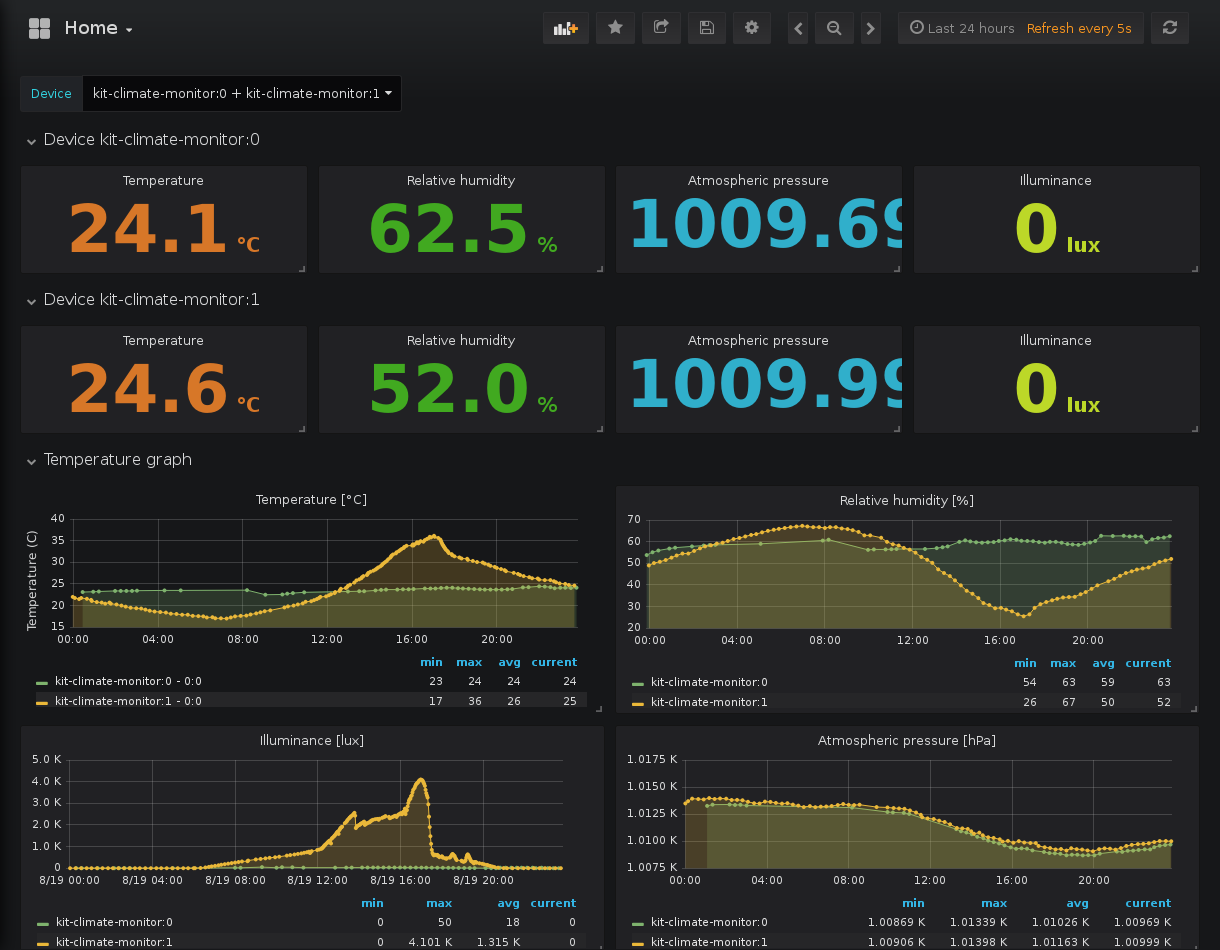 Home
Last 24 hours Refresh every 5s
Device kit-climate-monitor:0 + kit-climate-monitor:1
Device kit-climate-monitor:0
Temperature Relative humidity Atmospheric pressure Illuminance
24.1 °C 62.5 % 1009.69 0 lux
Device kit-climate-monitor:1
Temperature Relative humidity Atmospheric pressure Illuminance
24.6 °C 52.0 % 1009.99 0 lux
Temperature graph
Temperature [°C]
Temperature (C)
40
35
30
25
20
15
00:00 04:00 08:00 12:00 16:00 20:00
min max avg current
kit-climate-monitor:0 - 0:0 23 24 24 24
kit-climate-monitor:1 - 0:0 17 36 26 25
Relative humidity [%]
70
60
50
40
30
20
00:00 04:00 08:00 12:00 16:00 20:00
min max avg current
kit-climate-monitor:0 54 63 59 63
kit-climate-monitor:1 26 67 50 52
Illuminance [lux]
5.0 K
4.0 K
3.0 K
2.0 K
1.0 K
0
8/19 00:00 8/19 04:00 8/19 08:00 8/19 12:00 8/19 16:00 8/19 20:00
min max avg current
kit-climate-monitor:0 0 50 18 0
kit-climate-monitor:1 0 4.101 K 1.315 K 0
Atmospheric pressure [hPa]
1.0175 K
1.0150 K
1.0125 K
1.0100 K
1.0075 K
00:00 04:00 08:00 12:00 16:00 20:00
min max avg current
kit-climate-monitor:0 1.00869 K 1.01339 K 1.01026 K 1.00969 K
kit-climate-monitor:1 1.00906 K 1.01398 K 1.01163 K 1.00999 K